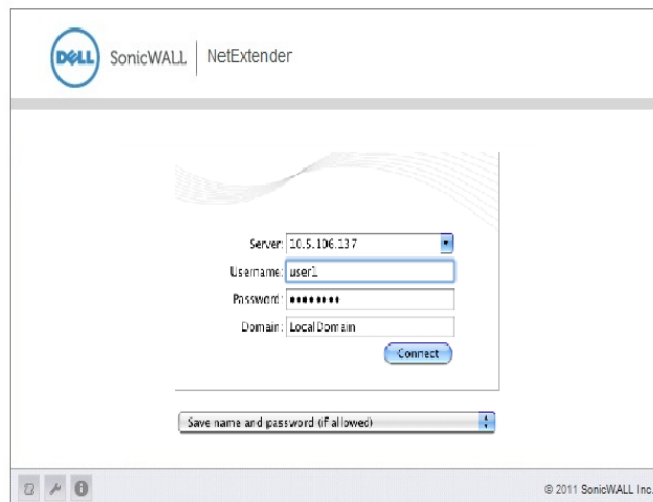 DELL SonicWALL | NetExtender
Server: 10.5.106.137
Username: user1
Password: ••••••••
Domain: LocalDomain
Connect
Save name and password (if allowed)
© 2011 SonicWALL Inc.